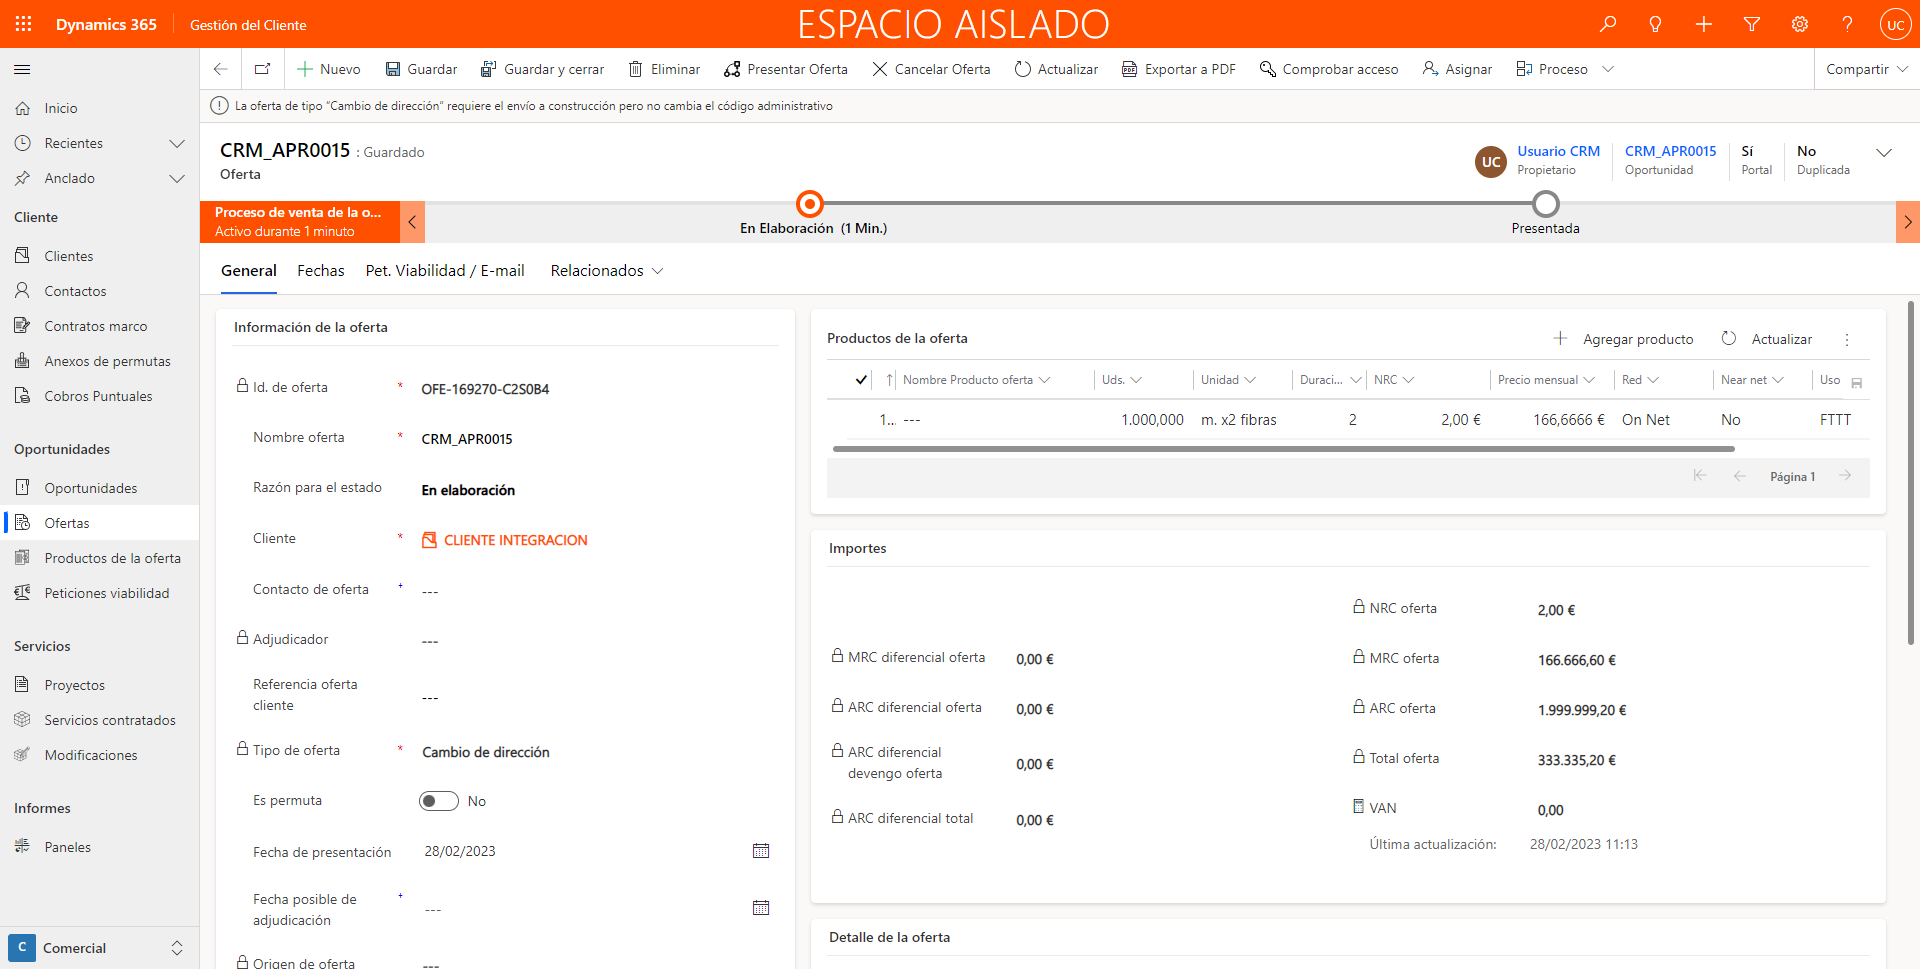 Dynamics 365
Gestión del Cliente
ESPACIO AISLADO
UC
Nuevo
Guardar
Guardar y cerrar
Eliminar
Presentar Oferta
Cancelar Oferta
Actualizar
Exportar a PDF
Comprobar acceso
Asignar
Proceso
Compartir
Inicio
Recientes
Anclado
Cliente
Clientes
Contactos
Contratos marco
Anexos de permutas
Cobros Puntuales
Oportunidades
Oportunidades
Ofertas
Productos de la oferta
Peticiones viabilidad
Servicios
Proyectos
Servicios contratados
Modificaciones
Informes
Paneles
C Comercial
La oferta de tipo "Cambio de dirección" requiere el envío a construcción pero no cambia el código administrativo
CRM_APR0015 : Guardado
Oferta
UC
Usuario CRM
Propietario
CRM_APR0015
Oportunidad
Sí
Portal
No
Duplicada
Proceso de venta de la o...
Activo durante 1 minuto
En Elaboración (1 Min.)
Presentada
General
Fechas
Pet. Viabilidad / E-mail
Relacionados
Información de la oferta
Id. de oferta * OFE-169270-C2S0B4
Nombre oferta * CRM_APR0015
Razón para el estado En elaboración
Cliente * CLIENTE INTEGRACION
Contacto de oferta + ---
Adjudicador ---
Referencia oferta cliente ---
Tipo de oferta * Cambio de dirección
Es permuta No
Fecha de presentación 28/02/2023
Fecha posible de adjudicación + ---
Origen de oferta ---
Productos de la oferta
Agregar producto
Actualizar
Nombre Producto oferta Uds. Unidad Duraci... NRC Precio mensual Red Near net Uso
1.. --- 1.000,000 m. x2 fibras 2 2,00 € 166,6666 € On Net No FTTT
Página 1
Importes
MRC diferencial oferta 0,00 €
ARC diferencial oferta 0,00 €
ARC diferencial devengo oferta 0,00 €
ARC diferencial total 0,00 €
NRC oferta 2,00 €
MRC oferta 166.666,60 €
ARC oferta 1.999.999,20 €
Total oferta 333.335,20 €
VAN 0,00
Última actualización: 28/02/2023 11:13
Detalle de la oferta